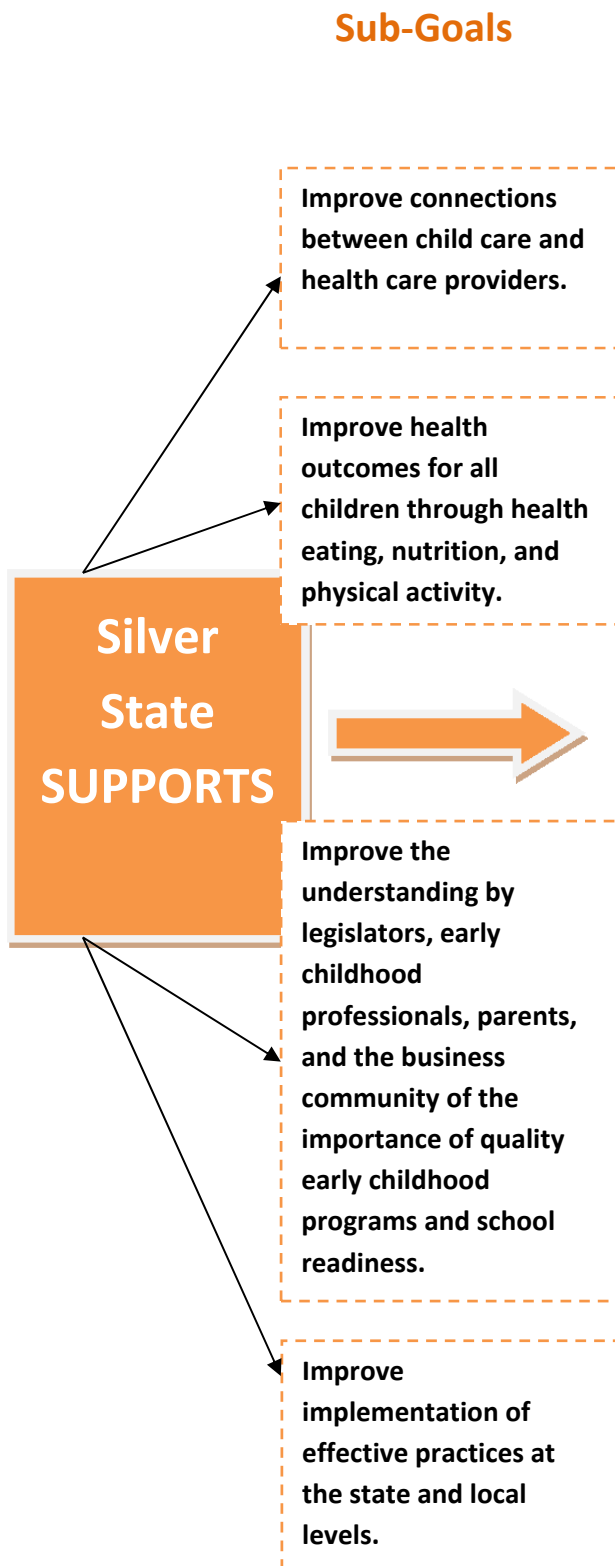 Sub-Goals
Improve connections
between child care and
health care providers.
Improve health
outcomes for all
children through health
eating, nutrition, and
physical activity.
Silver
State
SUPPORTS
Improve the
understanding by
legislators, early
childhood
professionals, parents,
and the business
community of the
importance of quality
early childhood
programs and school
readiness.
Improve
implementation of
effective practices at
the state and local
levels.